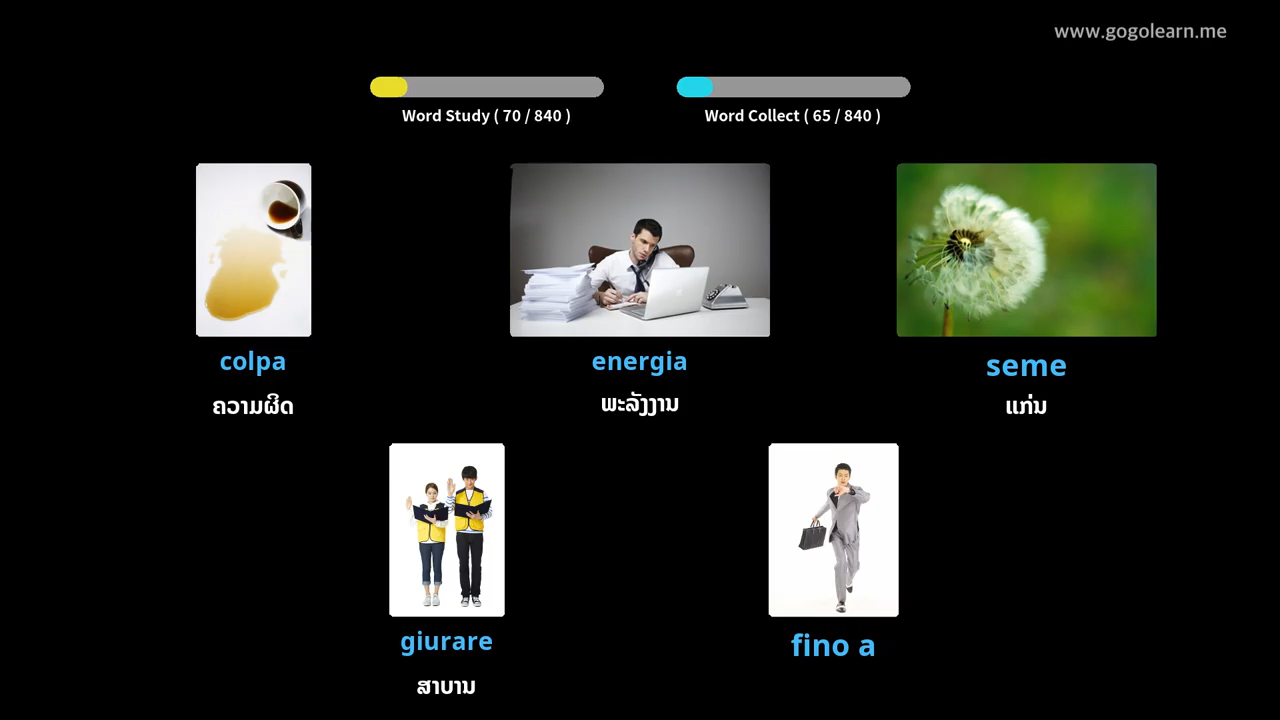 www.gogolearn.me
Word Study ( 70 / 840 )
Word Collect ( 65 / 840 )
colpa
ຄວາມຜິດ
energia
ພະລັງງານ
seme
ແກ່ນ
giurare
ສາບານ
fino a